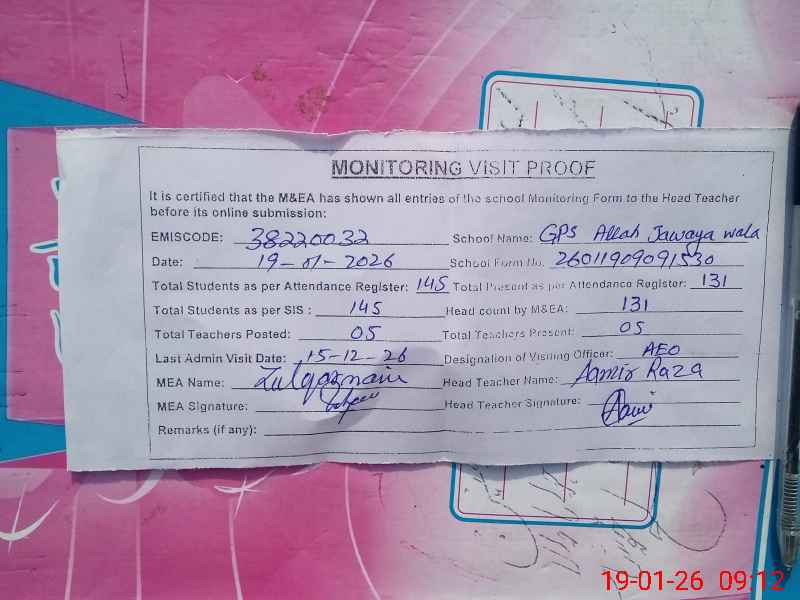 MONITORING VISIT PROOF
It is certified that the M&EA has shown all entries of the school Monitoring Form to the Head Teacher
before its online submission:
EMISCODE: 38220032 School Name: GPS Allah Jawaya wala
Date: 19-01-2026 School Form No. 26011909091530
Total Students as per Attendance Register: 145 Total Present as per Attendance Register: 131
Total Students as per SIS : 145 Head count by M&EA: 131
Total Teachers Posted: 05 Total Teachers Present: 05
Last Admin Visit Date: 15-12-26 Designation of Visiting Officer: AEO
MEA Name: Zulqarnain Head Teacher Name: Aamir Raza
MEA Signature: Head Teacher Signature: Aamir
Remarks (if any):
19-01-26 09:12